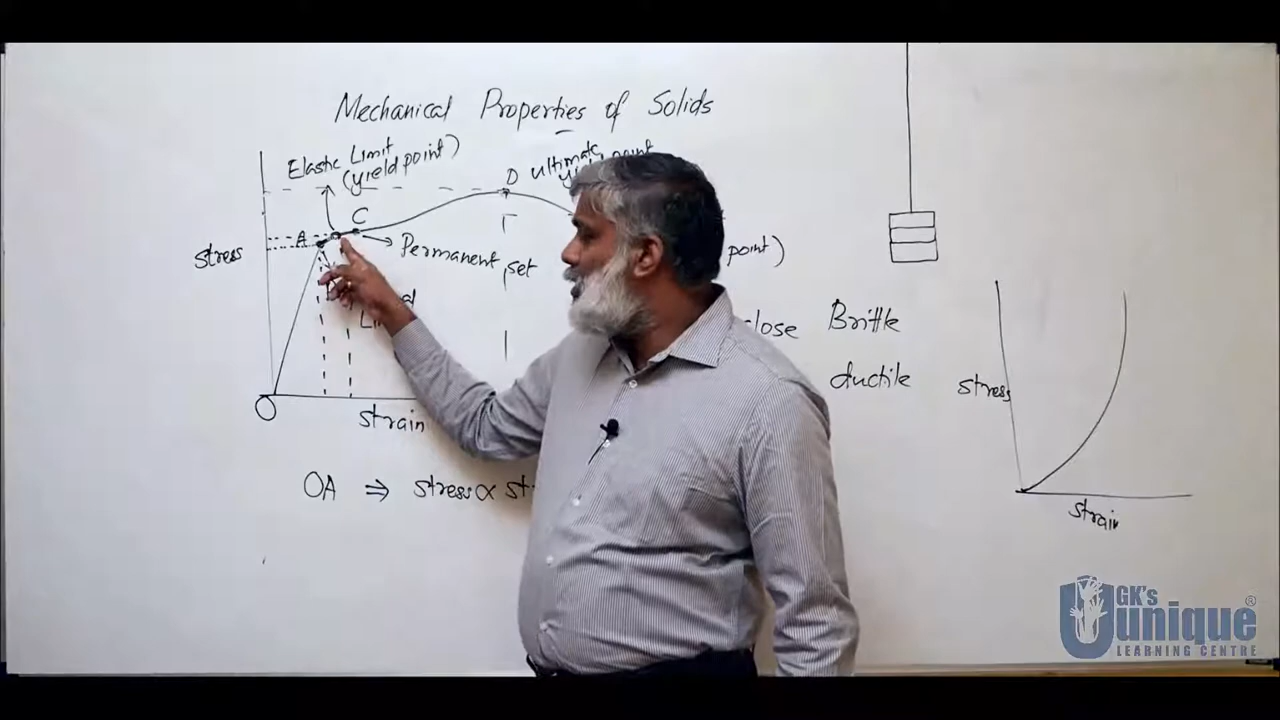 Mechanical Properties of Solids
Elastic Limit
(yield point)
D Ultimate
C
A
stress
Permanent set
point)
close Brittle
ductile
O
strain
stress
OA ⇒ stress ∝
strain
GK's
unique®
LEARNING CENTRE